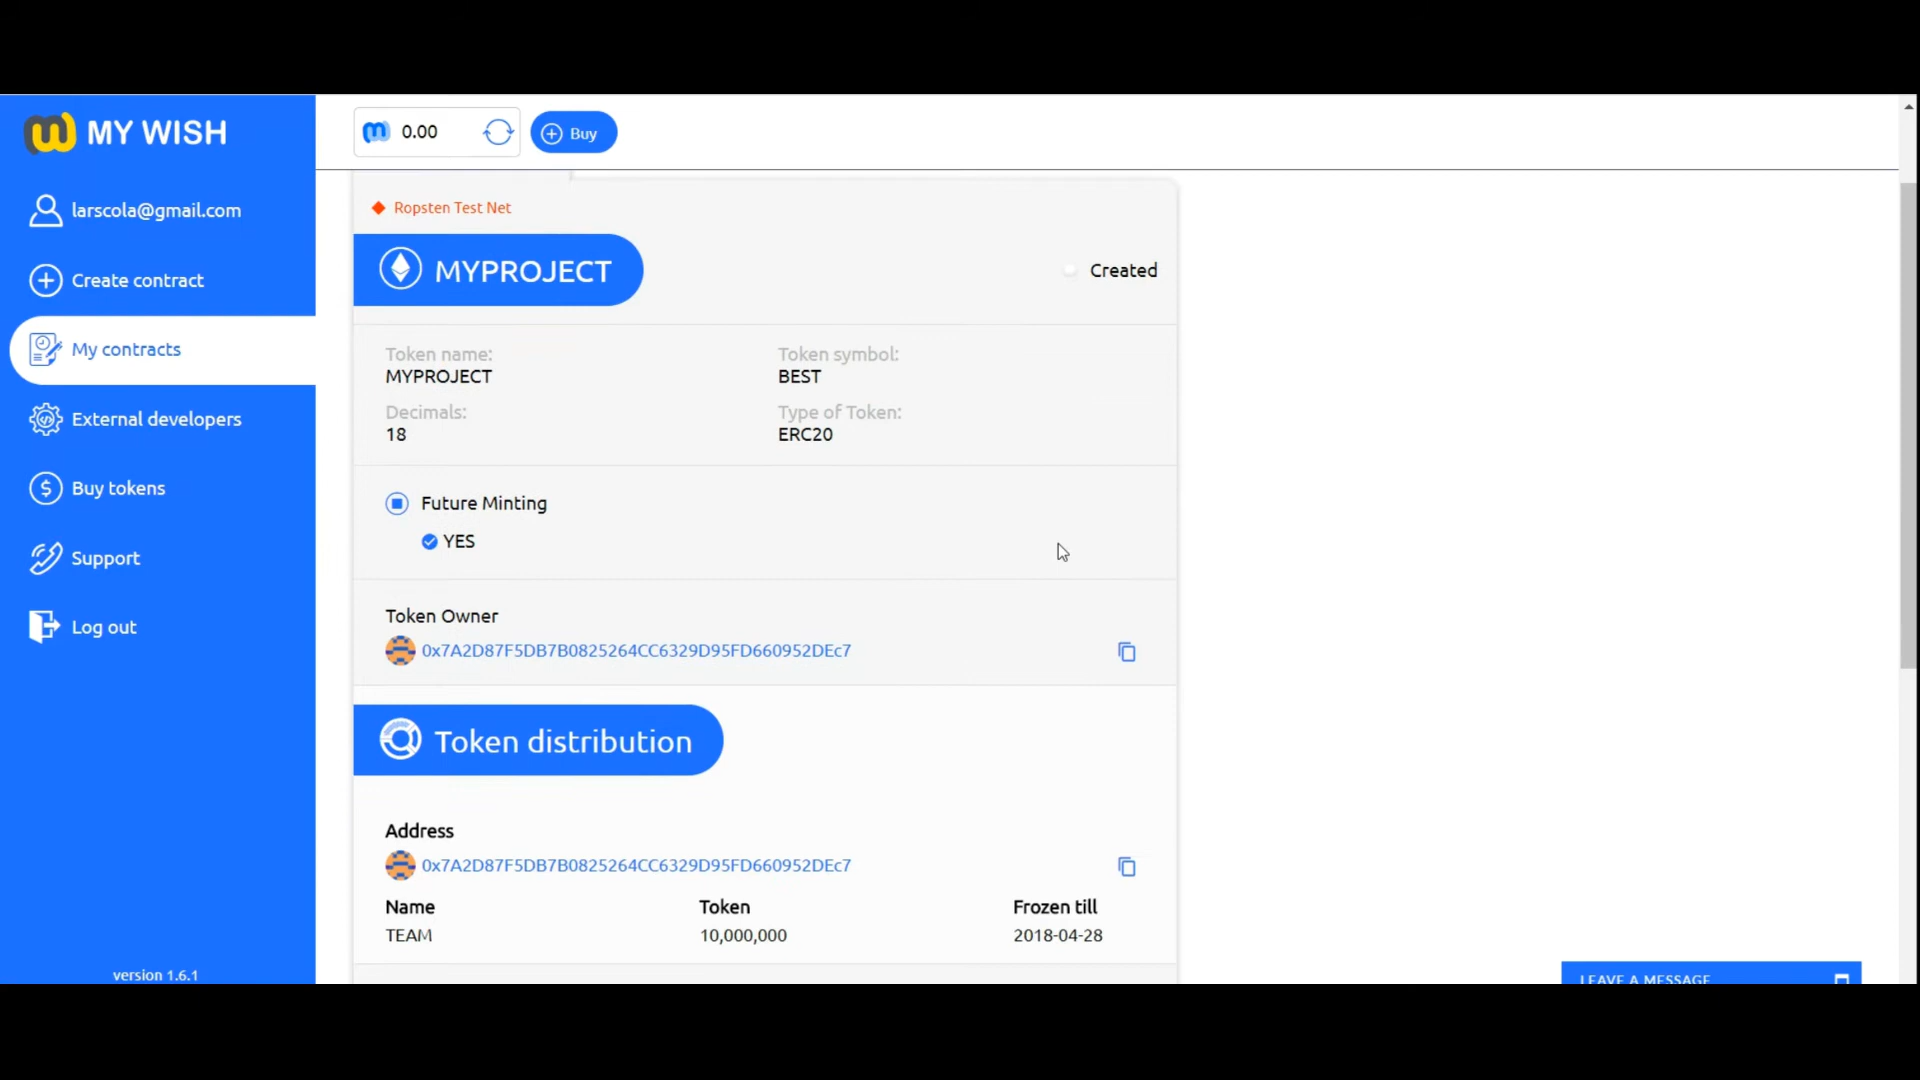 MY WISH
0.00
Buy
larscola@gmail.com
Create contract
My contracts
External developers
Buy tokens
Support
Log out
version 1.6.1
Ropsten Test Net
MYPROJECT
Created
Token name:
MYPROJECT
Token symbol:
BEST
Decimals:
18
Type of Token:
ERC20
Future Minting
YES
Token Owner
0x7A2D87F5DB7B0825264CC6329D95FD660952DEc7
Token distribution
Address
0x7A2D87F5DB7B0825264CC6329D95FD660952DEc7
Name Token Frozen till
TEAM 10,000,000 2018-04-28
LEAVE A MESSAGE